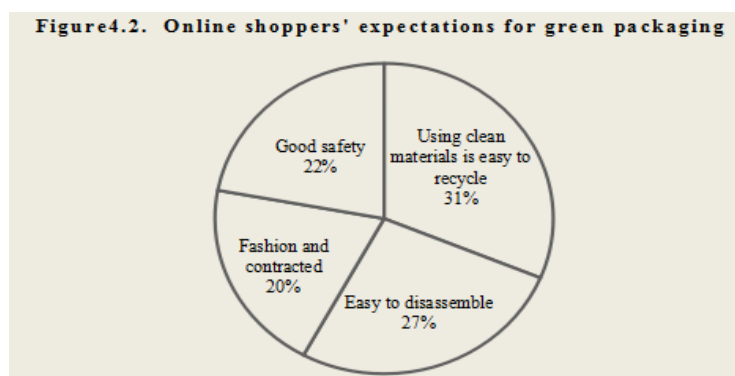 Figure4.2. Online shoppers' expectations for green packaging
Using clean
materials is easy to
recycle
31%
Easy to disassemble
27%
Fashion and
contracted
20%
Good safety
22%